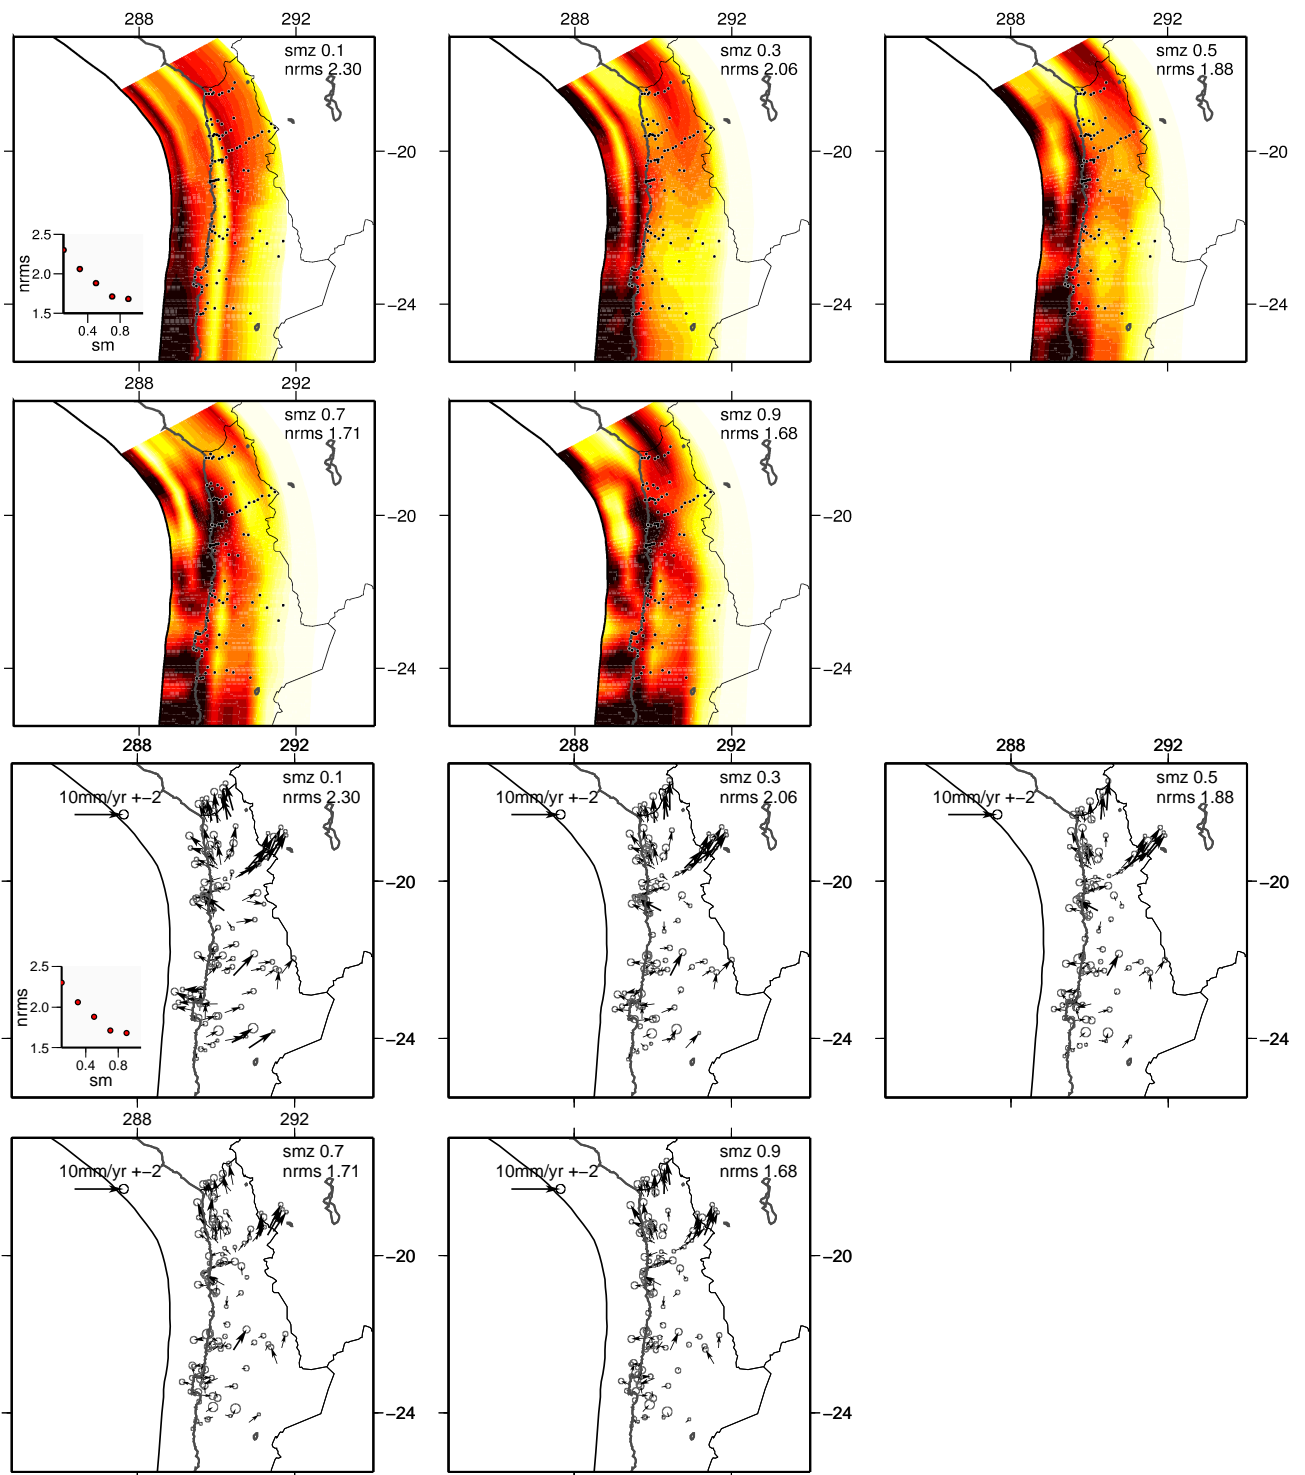 288 292 288 292 288 292
smz 0.1
nrms 2.30
smz 0.3
nrms 2.06
smz 0.5
nrms 1.88
−20 −20 −20
2.5
2.0
1.5
nrms
0.4 0.8
sm
−24 −24 −24
288 292 288 292
smz 0.7
nrms 1.71
smz 0.9
nrms 1.68
−20 −20
−24 −24
288 292 288 292 288 292
smz 0.1
nrms 2.30
10mm/yr +−2
smz 0.3
nrms 2.06
10mm/yr +−2
smz 0.5
nrms 1.88
10mm/yr +−2
−20 −20 −20
2.5
2.0
1.5
nrms
0.4 0.8
sm
−24 −24 −24
288 292
smz 0.7
nrms 1.71
10mm/yr +−2
smz 0.9
nrms 1.68
10mm/yr +−2
−20 −20
−24 −24